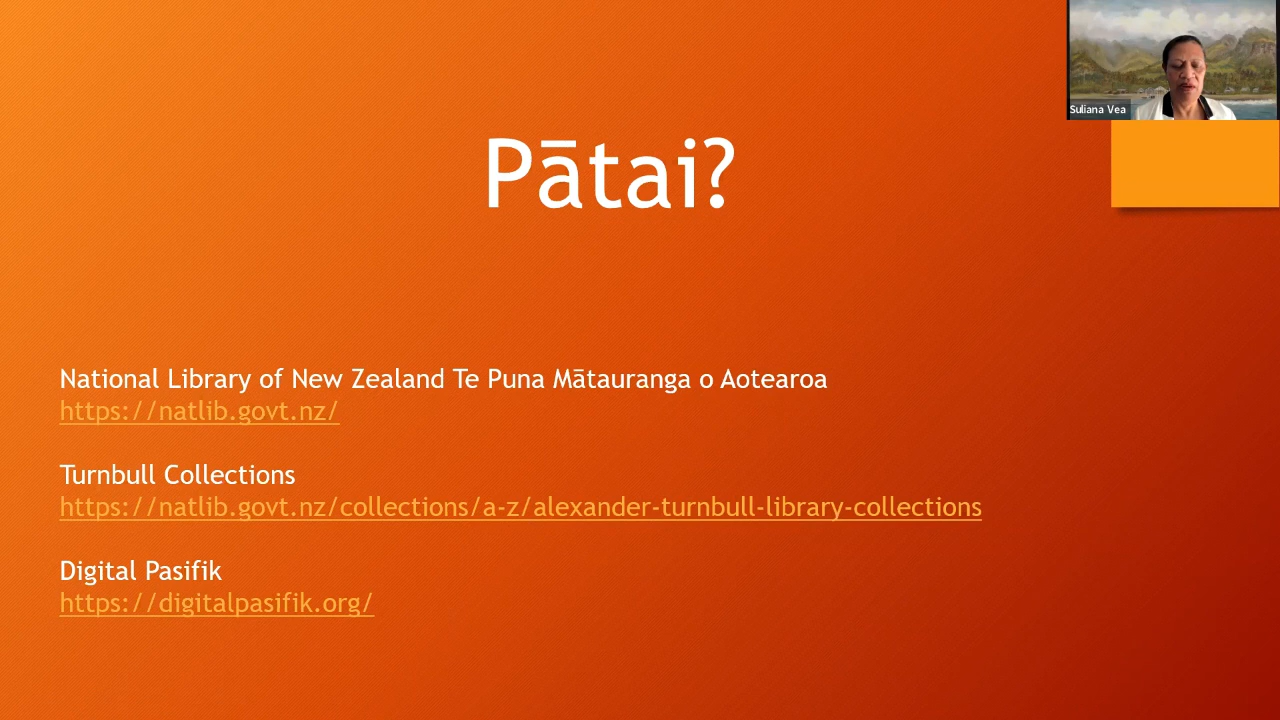 Suliana Vea
Pātai?
National Library of New Zealand Te Puna Mātauranga o Aotearoa
https://natlib.govt.nz/
Turnbull Collections
https://natlib.govt.nz/collections/a-z/alexander-turnbull-library-collections
Digital Pasifik
https://digitalpasifik.org/